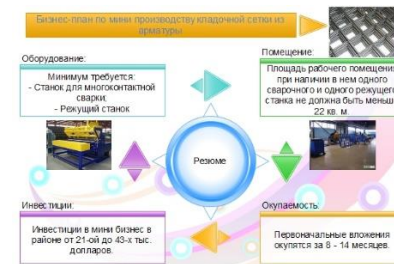 Бизнес-план по мини производству кладочной сетки из
арматуры
Оборудование:
Минимум требуется:
- Станок для многоконтактной
сварки;
- Режущий станок
Помещение:
Площадь рабочего помещения
при наличии в нем одного
сварочного и одного режущего
станка не должна быть меньше
22 кв. м.
Резюме
Инвестиции:
Инвестиции в мини бизнес в
районе от 21-ой до 43-х тыс.
долларов.
Окупаемость:
Первоначальные вложения
окупятся за 8 - 14 месяцев.